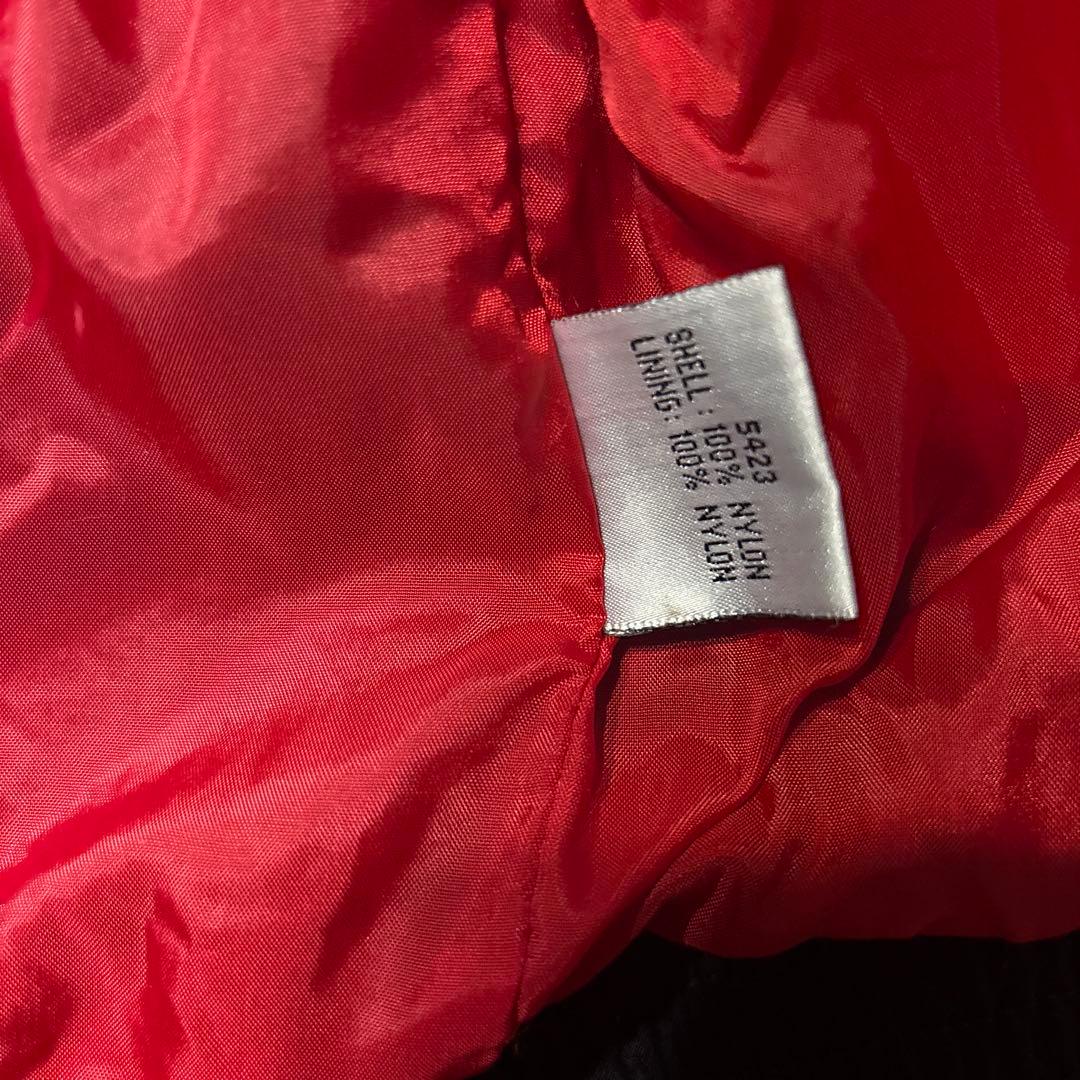 5423
SHELL : 100% NYLON
LINING: 100% NYLON